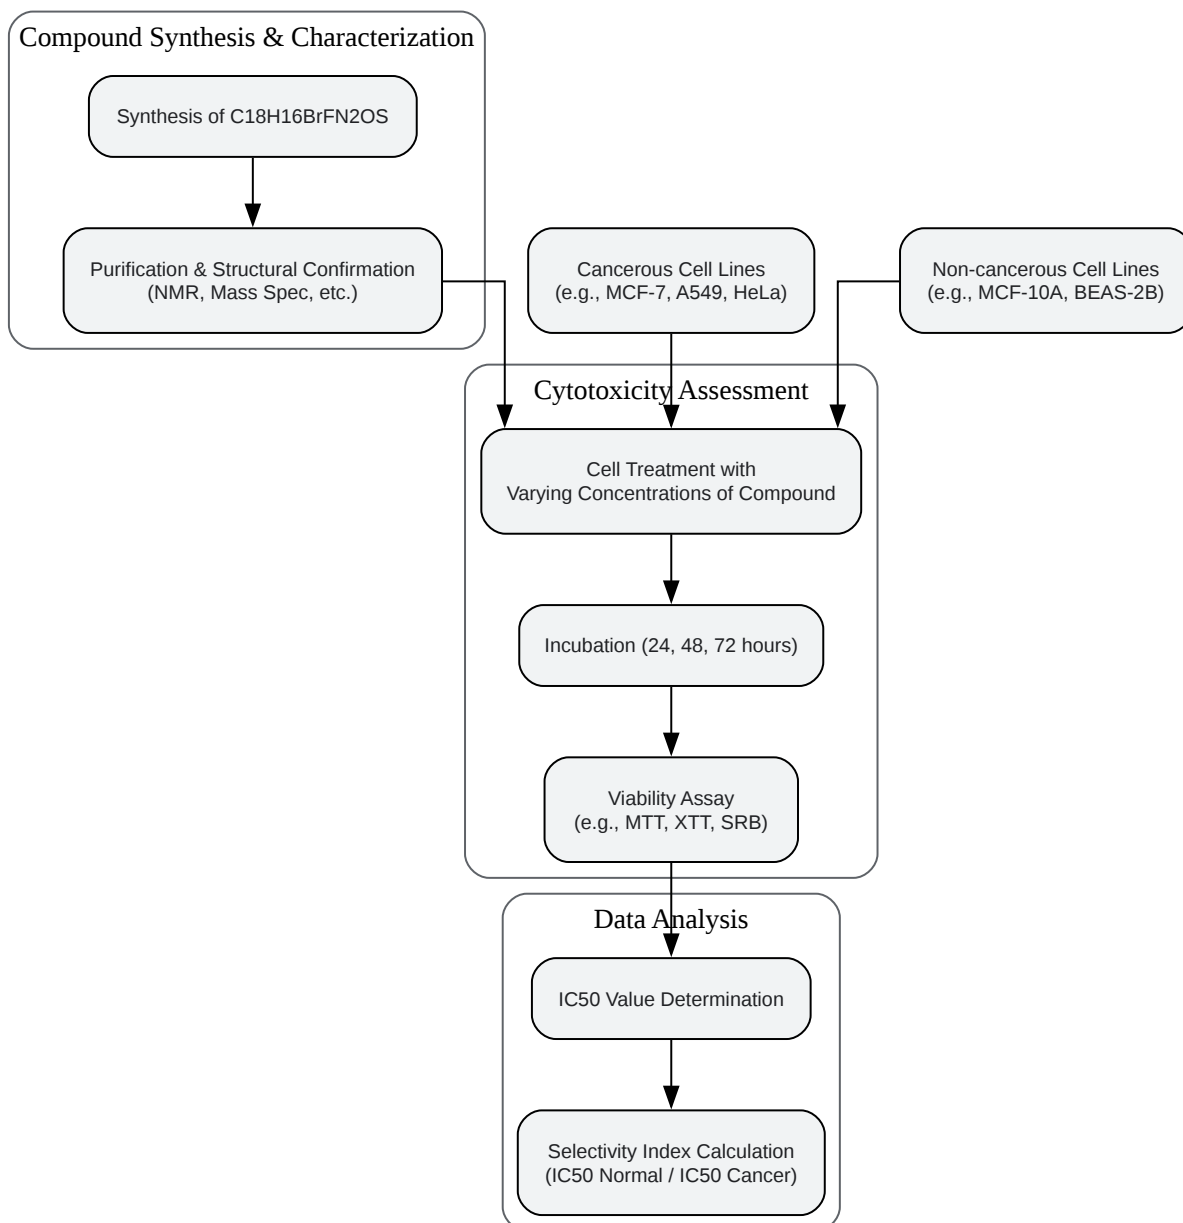 Compound Synthesis & Characterization
Synthesis of C18H16BrFN2OS
Purification & Structural Confirmation
(NMR, Mass Spec, etc.)
Cancerous Cell Lines
(e.g., MCF-7, A549, HeLa)
Non-cancerous Cell Lines
(e.g., MCF-10A, BEAS-2B)
Cytotoxicity Assessment
Cell Treatment with
Varying Concentrations of Compound
Incubation (24, 48, 72 hours)
Viability Assay
(e.g., MTT, XTT, SRB)
Data Analysis
IC50 Value Determination
Selectivity Index Calculation
(IC50 Normal / IC50 Cancer)